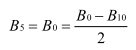 B₅ = B₀ = (B₀ − B₁₀)/2